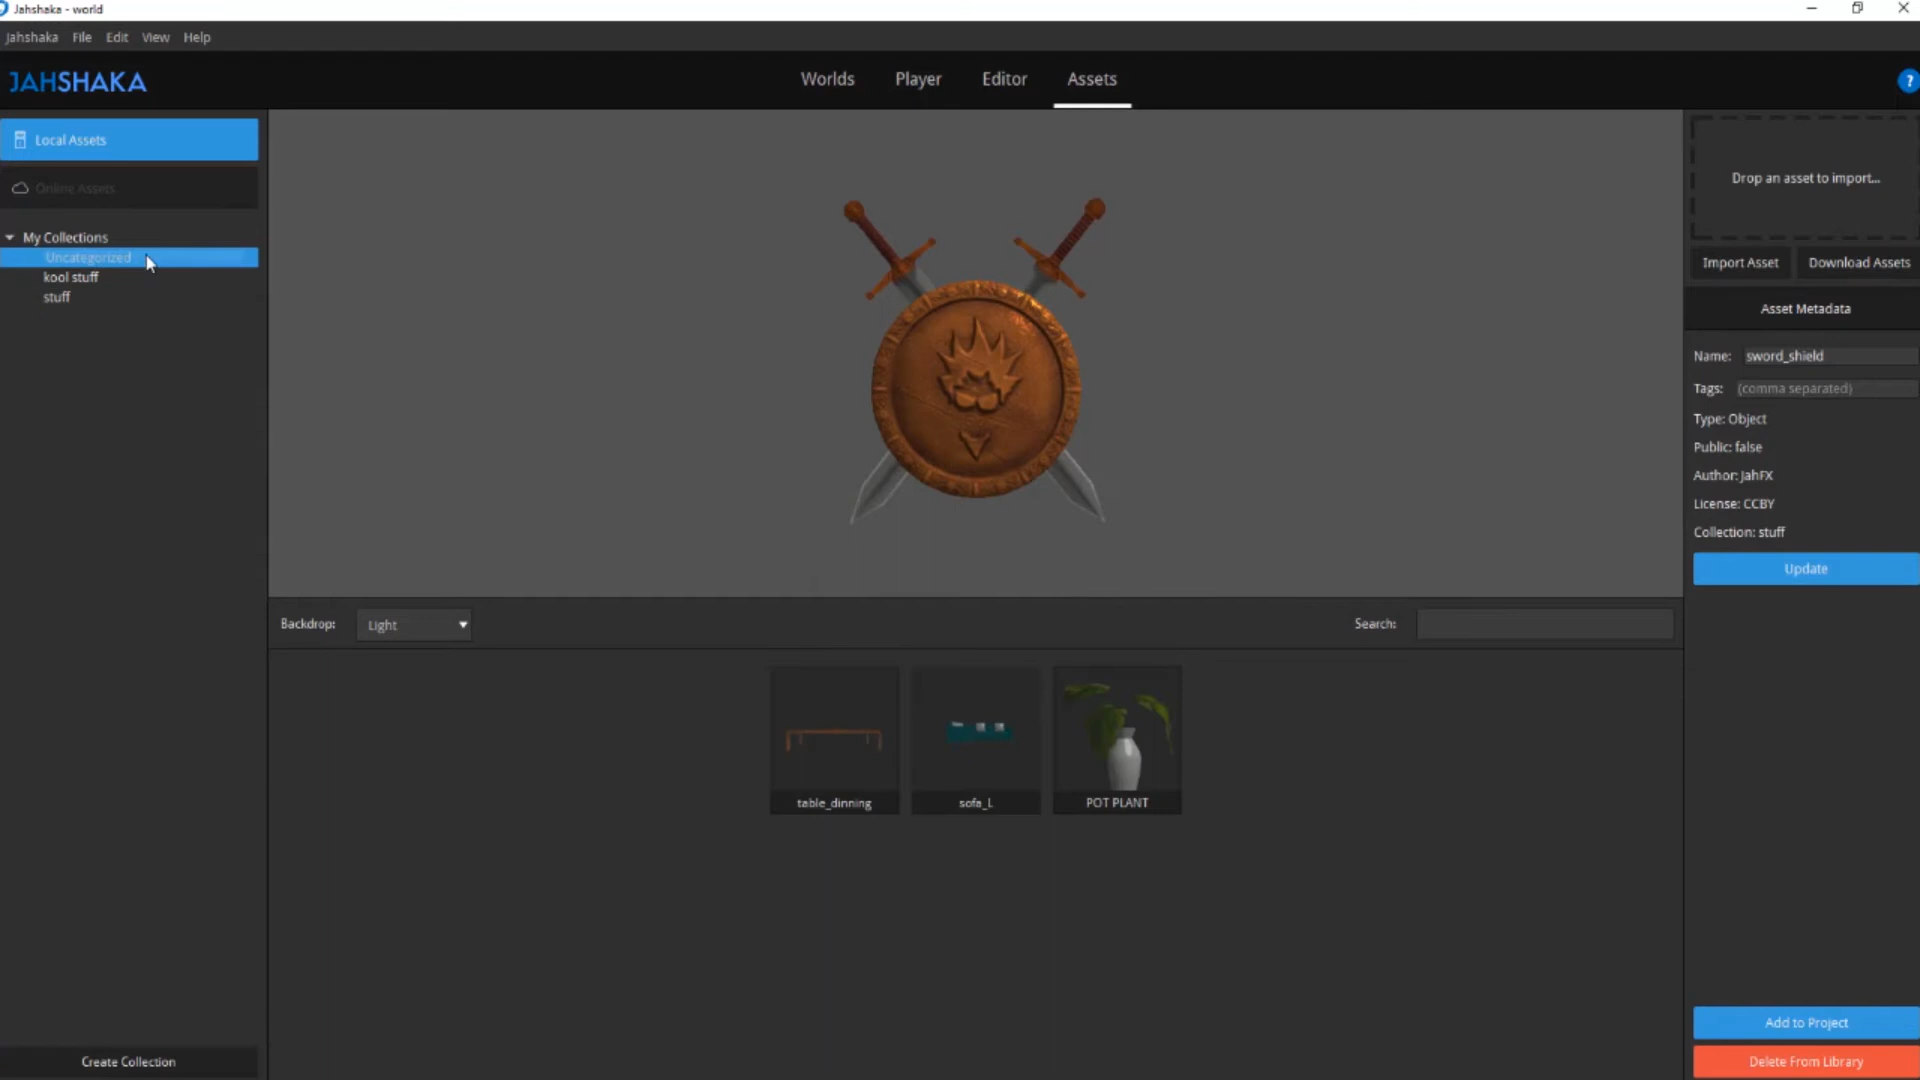 Jahshaka - world
Jahshaka File Edit View Help
JAHSHAKA
Worlds Player Editor Assets
?
Local Assets
Online Assets
My Collections
Uncategorized
kool stuff
stuff
Create Collection
Backdrop: Light
Search:
table_dinning
sofa_L
POT PLANT
Drop an asset to import...
Import Asset Download Assets
Asset Metadata
Name: sword_shield
Tags: (comma separated)
Type: Object
Public: false
Author: JahFX
License: CCBY
Collection: stuff
Update
Add to Project
Delete From Library